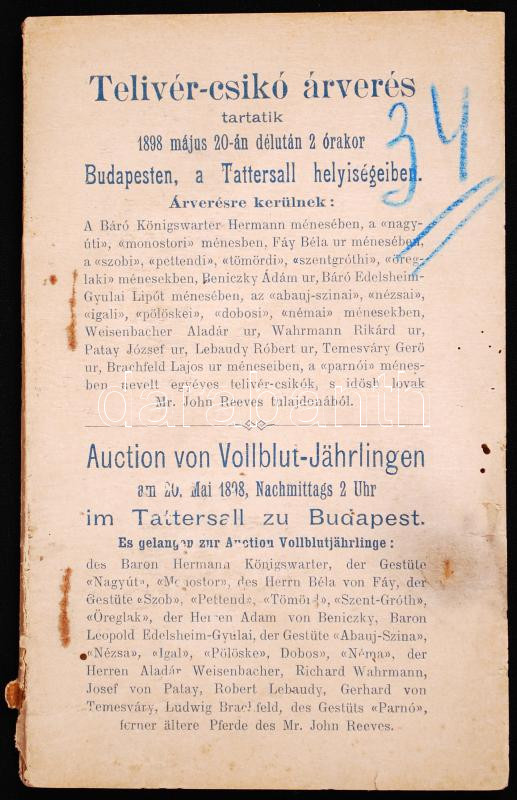 Telivér-csikó árverés
tartatik
1898 május 20-án délután 2 órakor
Budapesten, a Tattersall helyiségeiben.
34
Árverésre kerülnek:
A Báró Königswarter Hermann ménesében, a «nagy-
úti», «monostori» ménesben, Fáy Béla ur ménesében,
a «szobi», «pettendi», «tömördi», «szentgróthi», «öreg-
laki» ménesekben, Beniczky Ádám ur, Báró Edelsheim-
Gyulai Lipót ménesében, az «abauj-szinai», «nézsai»,
«igali», «pölöskei», «dobosi», «némai» ménesekben,
Weisenbacher Aladár ur, Wahrmann Rikárd ur,
Patay József ur, Lebaudy Róbert ur, Temesváry Gerő
ur, Brachfeld Lajos ur méneseiben, a «parnói» ménes-
ben nevelt egyéves telivér-csikók, s idősb lovak
Mr. John Reeves tulajdonából.
darabanth
Auction von Vollblut-Jährlingen
am 20. Mai 1898, Nachmittags 2 Uhr
im Tattersall zu Budapest.
Es gelangen zur Auction Vollblutjährlinge:
des Baron Hermann Königswarter, der Gestüte
«Nagyút», «Monostor», des Herrn Béla von Fáy, der
Gestüte «Szob», «Pettend», «Tömörd», «Szent-Gróth»,
«Öreglak», der Herren Adam von Beniczky, Baron
Leopold Edelsheim-Gyulai, der Gestüte «Abauj-Szina»,
«Nézsa», «Igal», «Pölöske», Dobos», «Néma», der
Herren Aladár Weisenbacher, Richard Wahrmann,
Josef von Patay, Robert Lebaudy, Gerhard von
Temesváry, Ludwig Brachfeld, des Gestüts «Parnó»,
ferner ältere Pferde des Mr. John Reeves.